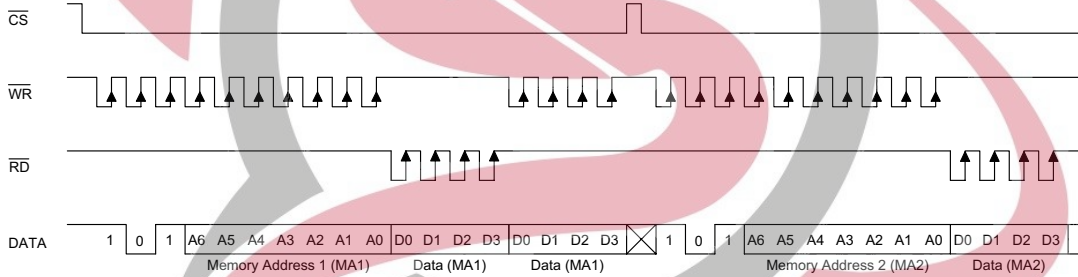 CS
WR
RD
DATA 1 0 1 A6 A5 A4 A3 A2 A1 A0 D0 D1 D2 D3 D0 D1 D2 D3 1 0 1 A6 A5 A4 A3 A2 A1 A0 D0 D1 D2 D3
Memory Address 1 (MA1) Data (MA1) Data (MA1) Memory Address 2 (MA2) Data (MA2)